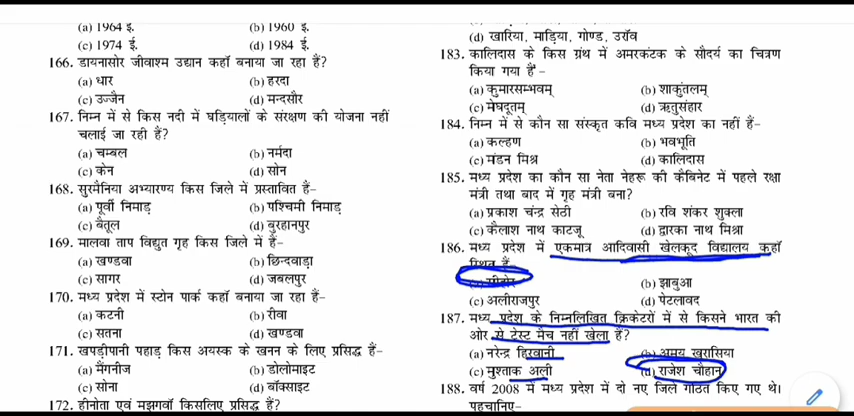 (a) 1964 ई. (b) 1960 ई.
(c) 1974 ई. (d) 1984 ई.
166. डायनासोर जीवाश्म उद्यान कहाँ बनाया जा रहा हैं?
(a) धार (b) हरदा
(c) उज्जैन (d) मन्दसौर
167. निम्न में से किस नदी में घड़ियालों के संरक्षण की योजना नहीं
चलाई जा रही हैं?
(a) चम्बल (b) नर्मदा
(c) केन (d) सोन
168. सुरमैनिया अभ्यारण्य किस जिले में प्रस्तावित हैं-
(a) पूर्वी निमाड़ (b) पश्चिमी निमाड़
(c) बैतूल (d) बुरहानपुर
169. मालवा ताप विद्युत गृह किस जिले में हैं-
(a) खण्डवा (b) छिन्दवाड़ा
(c) सागर (d) जबलपुर
170. मध्य प्रदेश में स्टोन पार्क कहाँ बनाया जा रहा हैं-
(a) कटनी (b) रीवा
(c) सतना (d) खण्डवा
171. खपड़ीपानी पहाड़ किस अयस्क के खनन के लिए प्रसिद्ध हैं-
(a) मैंगनीज (b) डोलोमाइट
(c) सोना (d) बॉक्साइट
172. हीनोता एवं मझगवाँ किसलिए प्रसिद्ध हैं?
(d) खारिया, माड़िया, गोण्ड, उराँव
183. कालिदास के किस ग्रंथ में अमरकंटक के सौदर्य का चित्रण
किया गया हैं -
(a) कुमारसम्भवम् (b) शाकुंतलम्
(c) मेघदूतम् (d) ऋतुसंहार
184. निम्न में से कौन सा संस्कृत कवि मध्य प्रदेश का नहीं हैं-
(a) कल्हण (b) भवभूति
(c) मंडन मिश्र (d) कालिदास
185. मध्य प्रदेश का कौन सा नेता नेहरू की कैबिनेट में पहले रक्षा
मंत्री तथा बाद में गृह मंत्री बना?
(a) प्रकाश चंद्र सेठी (b) रवि शंकर शुक्ला
(c) कैलाश नाथ काटजू (d) द्वारका नाथ मिश्रा
186. मध्य प्रदेश में एकमात्र आदिवासी खेलकूद विद्यालय कहाँ
स्थित हैं-
(a) सीहोर (b) झाबुआ
(c) अलीराजपुर (d) पेटलावद
187. मध्य प्रदेश के निम्नलिखित क्रिकेटरों में से किसने भारत की
ओर से टेस्ट मैच नहीं खेला हैं?
(a) नरेन्द्र हिरवानी (b) अमय खुरासिया
(c) मुश्ताक अली (d) राजेश चौहान
188. वर्ष 2008 में मध्य प्रदेश में दो नए जिले गठित किए गए थे।
पहचानिए-